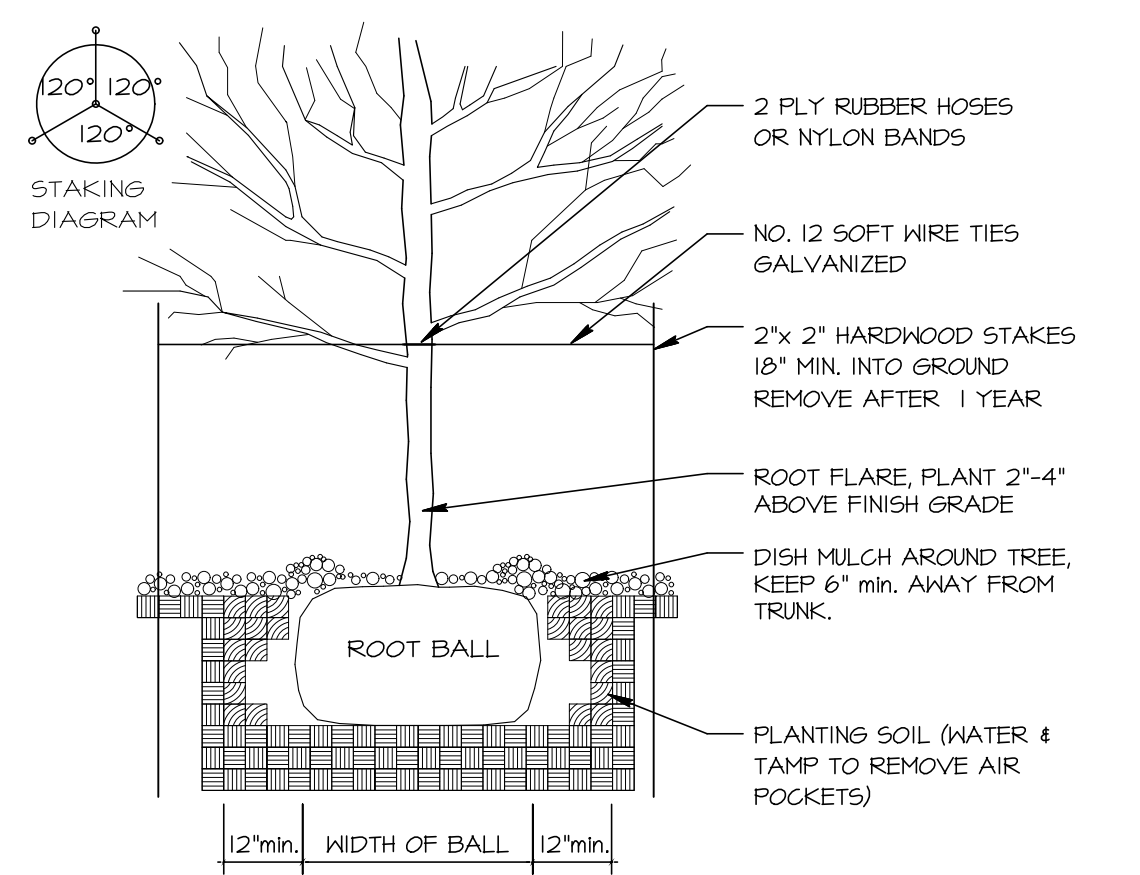 120° 120°
120°
STAKING
DIAGRAM
2 PLY RUBBER HOSES
OR NYLON BANDS
NO. 12 SOFT WIRE TIES
GALVANIZED
2"x 2" HARDWOOD STAKES
18" MIN. INTO GROUND
REMOVE AFTER 1 YEAR
ROOT FLARE, PLANT 2"-4"
ABOVE FINISH GRADE
DISH MULCH AROUND TREE,
KEEP 6" min. AWAY FROM
TRUNK.
ROOT BALL
PLANTING SOIL (WATER &
TAMP TO REMOVE AIR
POCKETS)
12"min. WIDTH OF BALL 12"min.